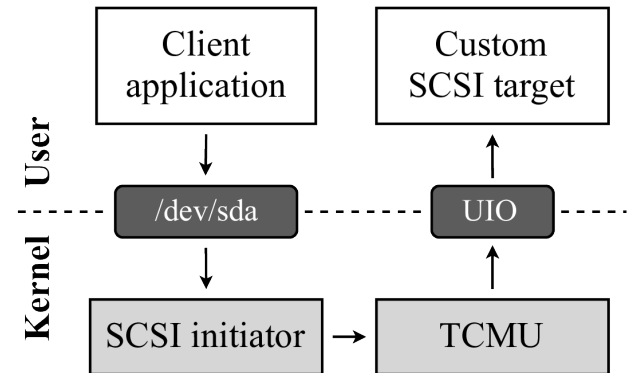 Client
application
Custom
SCSI target
User
/dev/sda
UIO
Kernel
SCSI initiator
TCMU